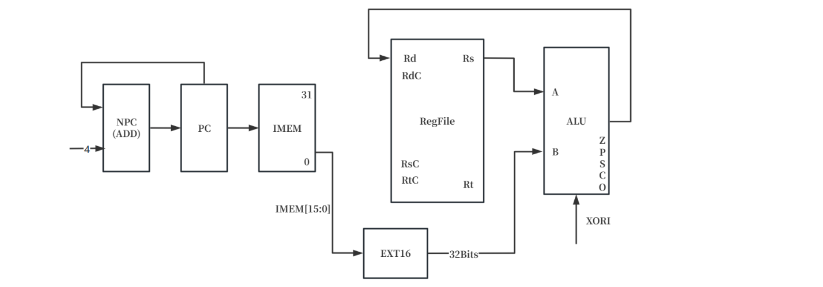 NPC
(ADD)
4
PC
31
IMEM
0
IMEM[15:0]
EXT16
32Bits
Rd
Rs
RdC
RegFile
RsC
RtC
Rt
A
ALU
B
Z
P
S
C
O
XORI